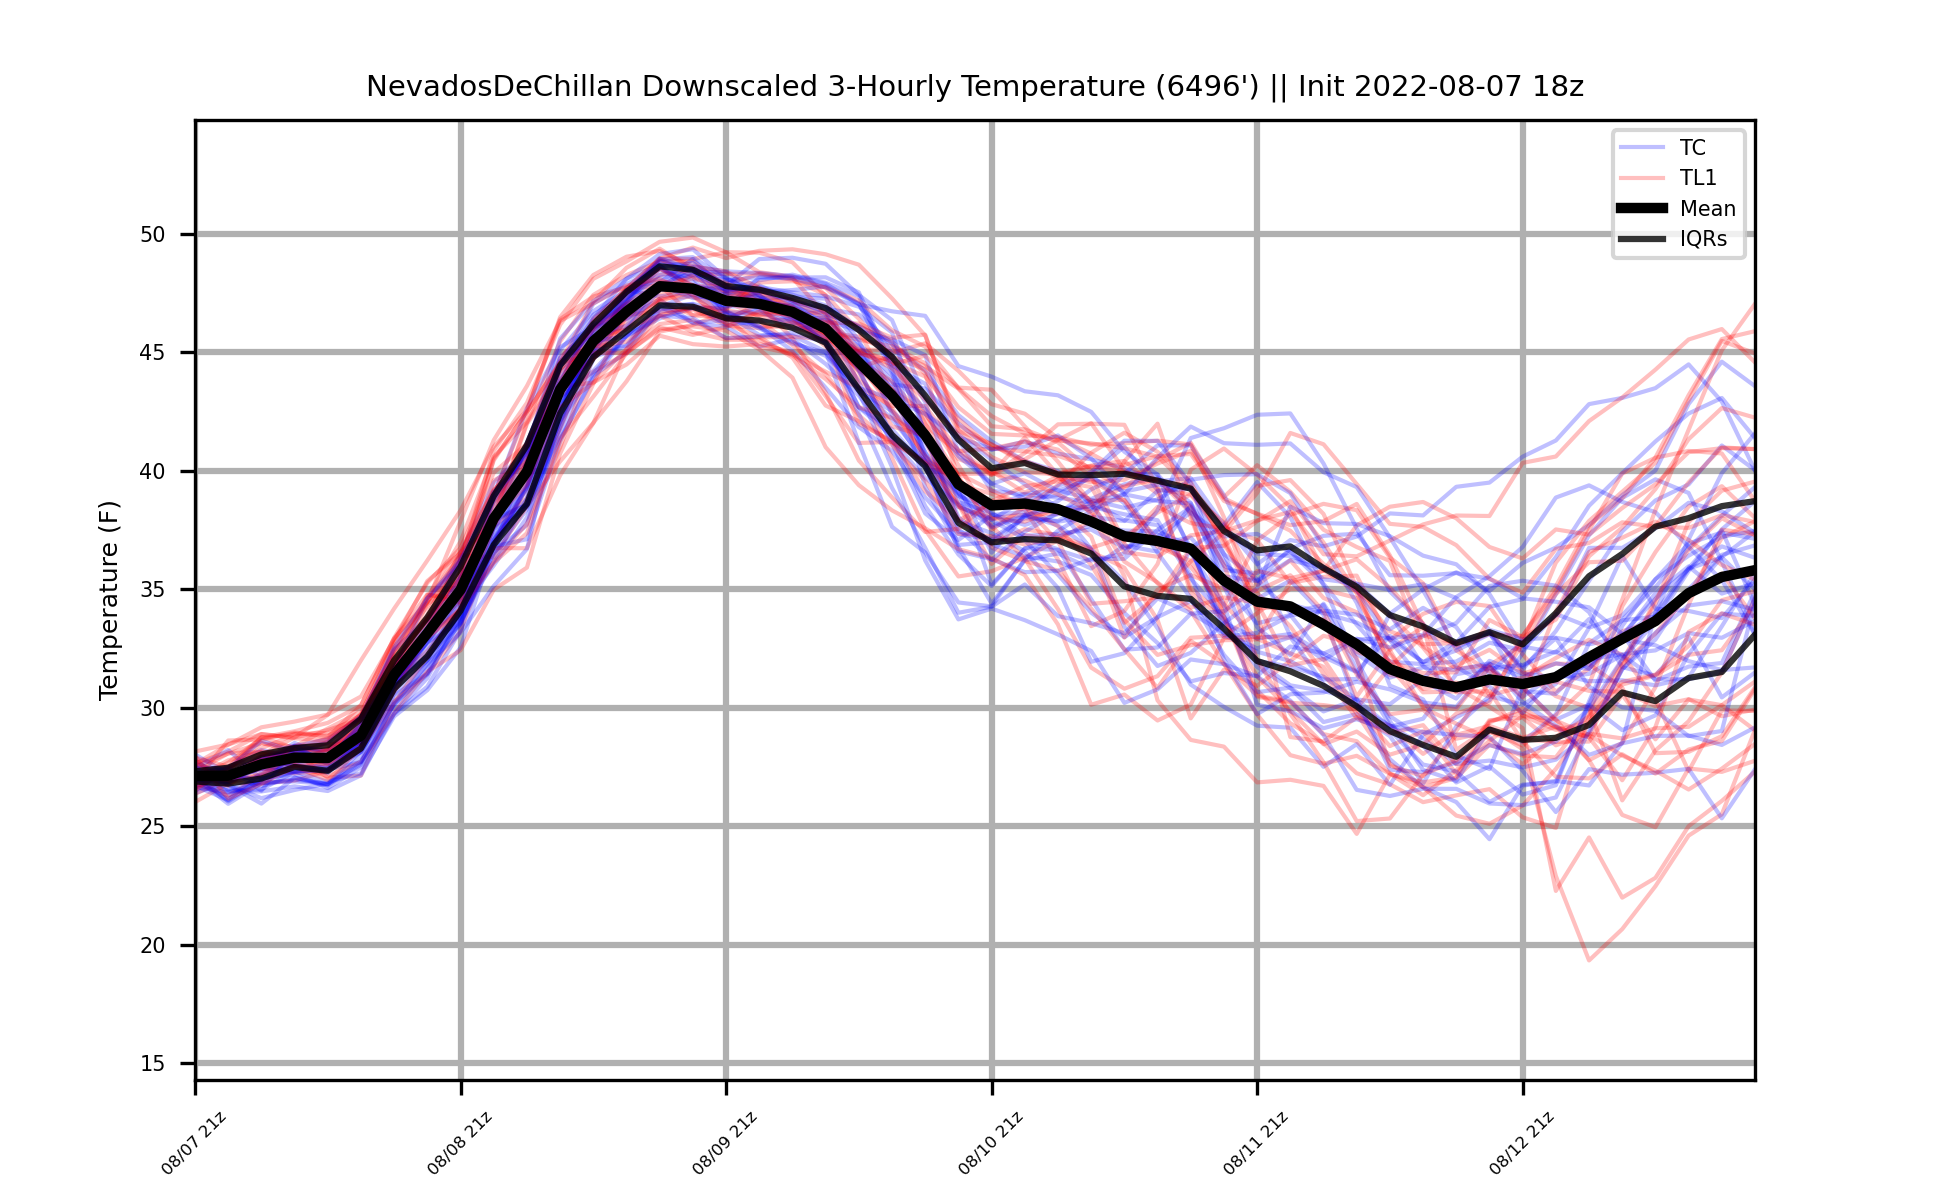 NevadosDeChillan Downscaled 3-Hourly Temperature (6496') || Init 2022-08-07 18z
TC
TL1
Mean
IQRs
Temperature (F)
50
45
40
35
30
25
20
15
08/07 21z
08/08 21z
08/09 21z
08/10 21z
08/11 21z
08/12 21z